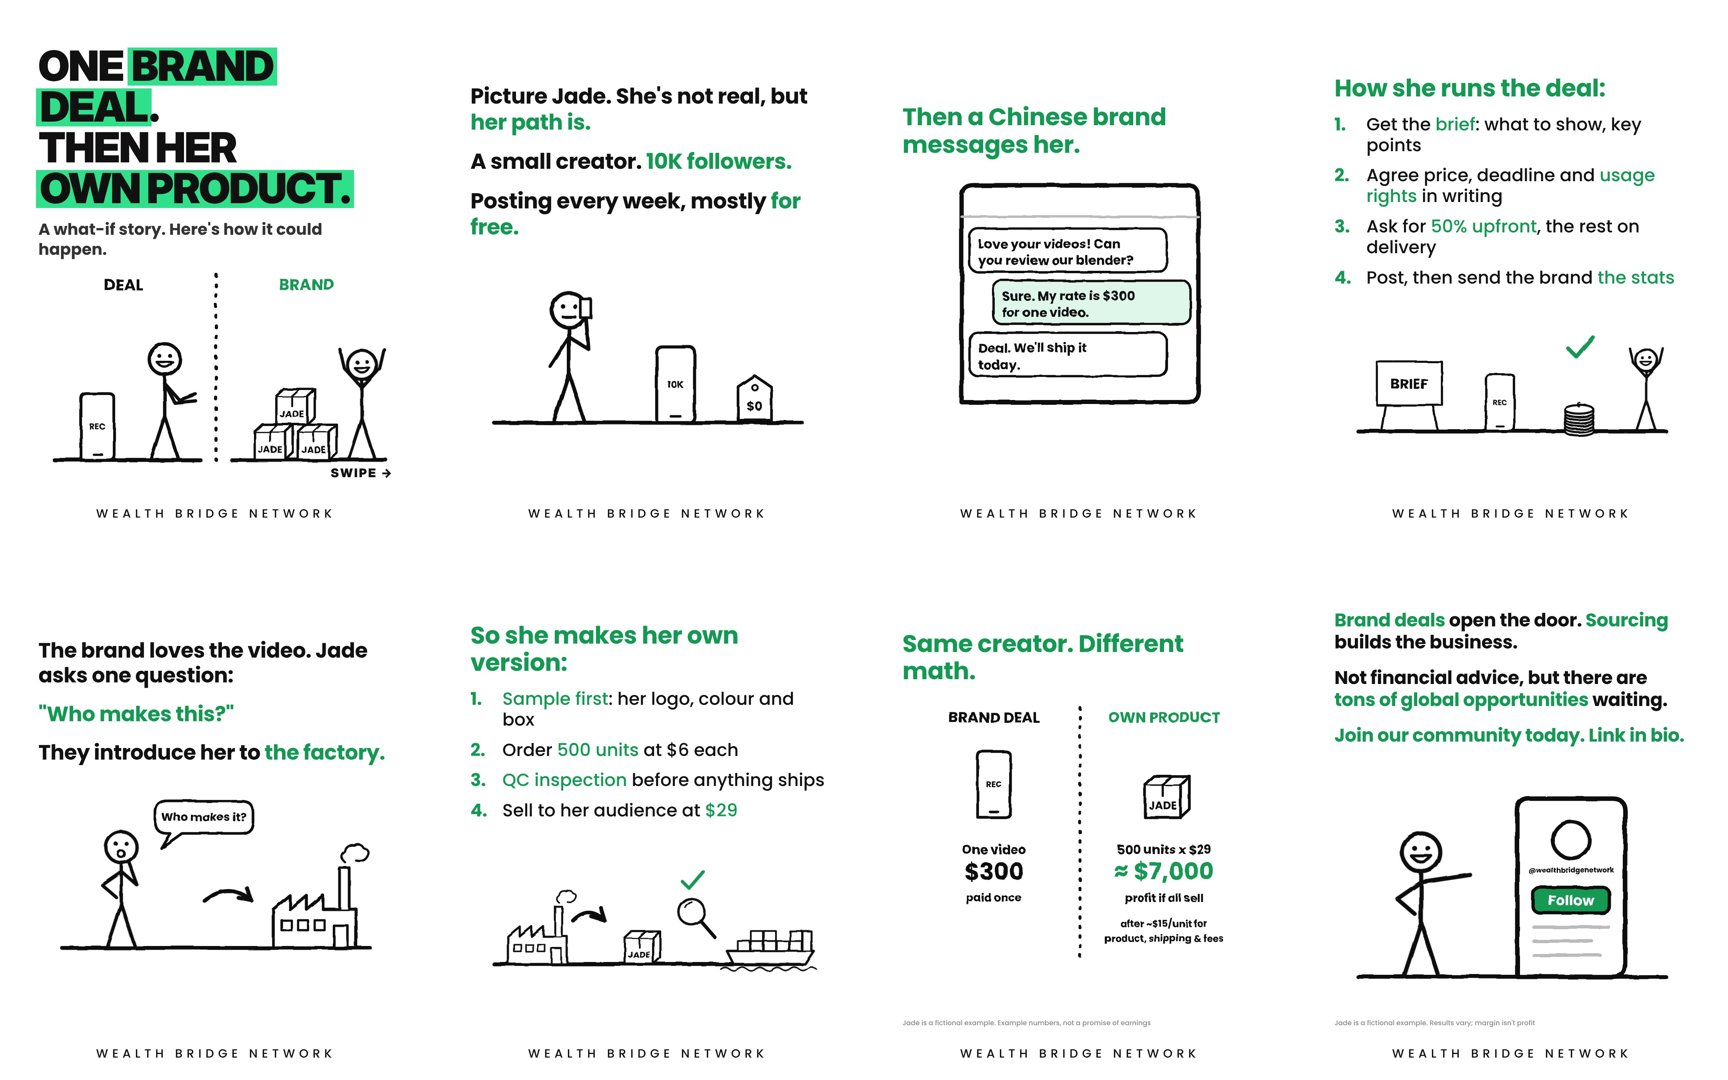 ONE BRAND
DEAL.
THEN HER
OWN PRODUCT.
A what-if story. Here's how it could
happen.
DEAL
BRAND
REC
JADE
JADE
JADE
SWIPE →
WEALTH BRIDGE NETWORK
Picture Jade. She's not real, but
her path is.
A small creator. 10K followers.
Posting every week, mostly for
free.
10K
$0
WEALTH BRIDGE NETWORK
Then a Chinese brand
messages her.
Love your videos! Can
you review our blender?
Sure. My rate is $300
for one video.
Deal. We'll ship it
today.
WEALTH BRIDGE NETWORK
How she runs the deal:
1. Get the brief: what to show, key
points
2. Agree price, deadline and usage
rights in writing
3. Ask for 50% upfront, the rest on
delivery
4. Post, then send the brand the stats
BRIEF
REC
WEALTH BRIDGE NETWORK
The brand loves the video. Jade
asks one question:
"Who makes this?"
They introduce her to the factory.
Who makes it?
WEALTH BRIDGE NETWORK
So she makes her own
version:
1. Sample first: her logo, colour and
box
2. Order 500 units at $6 each
3. QC inspection before anything ships
4. Sell to her audience at $29
JADE
WEALTH BRIDGE NETWORK
Same creator. Different
math.
BRAND DEAL
OWN PRODUCT
REC
JADE
One video
$300
paid once
500 units x $29
≈ $7,000
profit if all sell
after ~$15/unit for
product, shipping & fees
Jade is a fictional example. Example numbers, not a promise of earnings
WEALTH BRIDGE NETWORK
Brand deals open the door. Sourcing
builds the business.
Not financial advice, but there are
tons of global opportunities waiting.
Join our community today. Link in bio.
@wealthbridgenetwork
Follow
Jade is a fictional example. Results vary; margin isn't profit
WEALTH BRIDGE NETWORK